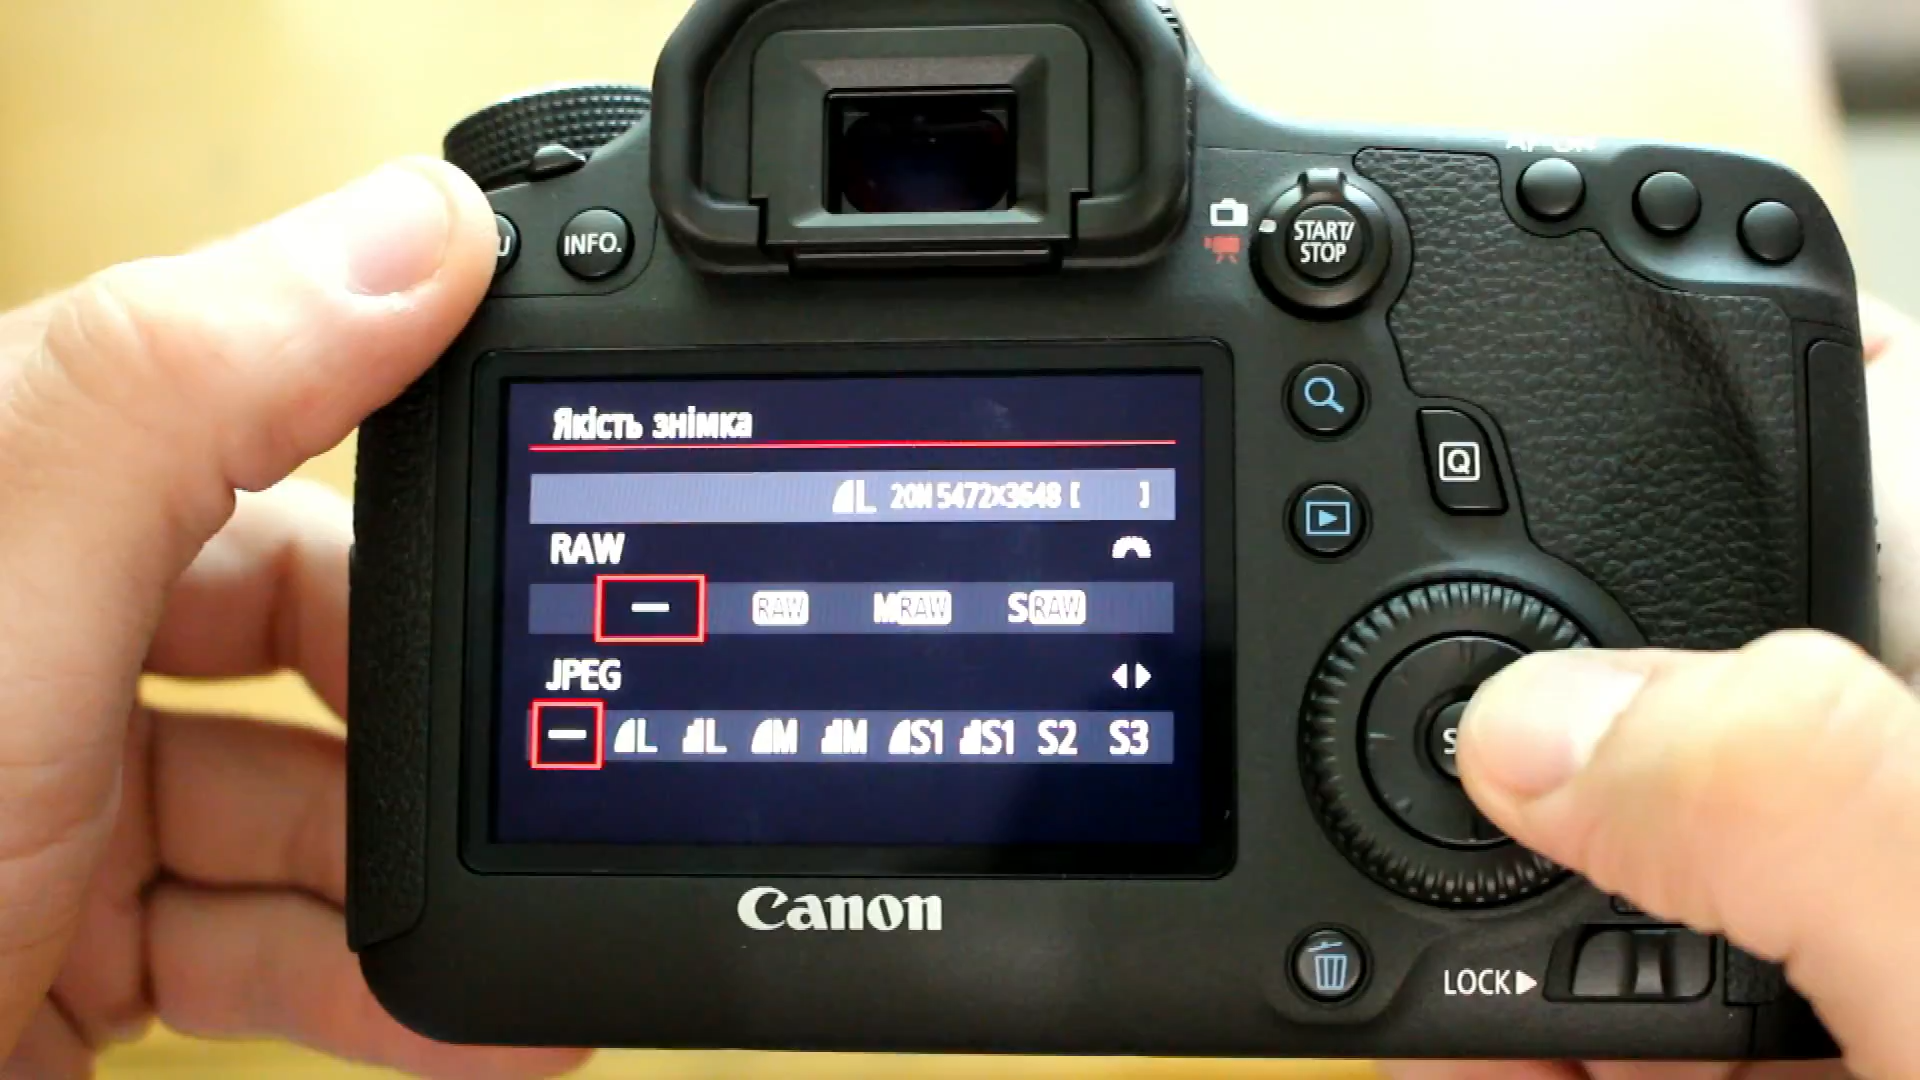 INFO.
START/
STOP
Якість знімка
L 20M 5472x3648 [ ]
RAW
Q
— RAW MRAW SRAW
JPEG
— L L M M S1 S1 S2 S3
Canon
LOCK